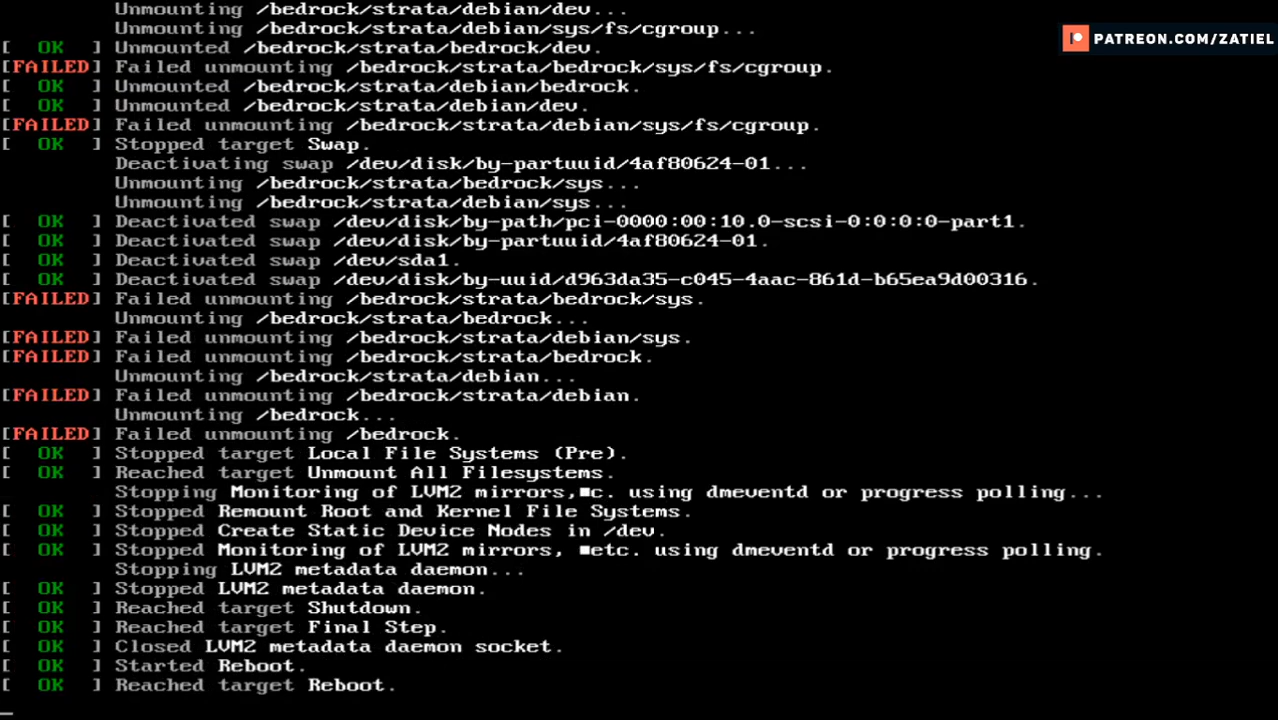 Unmounting /bedrock/strata/debian/dev...
         Unmounting /bedrock/strata/debian/sys/fs/cgroup...
PATREON.COM/ZATIEL
[  OK  ] Unmounted /bedrock/strata/bedrock/dev.
[FAILED] Failed unmounting /bedrock/strata/bedrock/sys/fs/cgroup.
[  OK  ] Unmounted /bedrock/strata/debian/bedrock.
[  OK  ] Unmounted /bedrock/strata/debian/dev.
[FAILED] Failed unmounting /bedrock/strata/debian/sys/fs/cgroup.
[  OK  ] Stopped target Swap.
         Deactivating swap /dev/disk/by-partuuid/4af80624-01...
         Unmounting /bedrock/strata/bedrock/sys...
         Unmounting /bedrock/strata/debian/sys...
[  OK  ] Deactivated swap /dev/disk/by-path/pci-0000:00:10.0-scsi-0:0:0:0-part1.
[  OK  ] Deactivated swap /dev/disk/by-partuuid/4af80624-01.
[  OK  ] Deactivated swap /dev/sda1.
[  OK  ] Deactivated swap /dev/disk/by-uuid/d963da35-c045-4aac-861d-b65ea9d00316.
[FAILED] Failed unmounting /bedrock/strata/bedrock/sys.
         Unmounting /bedrock/strata/bedrock...
[FAILED] Failed unmounting /bedrock/strata/debian/sys.
[FAILED] Failed unmounting /bedrock/strata/bedrock.
         Unmounting /bedrock/strata/debian...
[FAILED] Failed unmounting /bedrock/strata/debian.
         Unmounting /bedrock...
[FAILED] Failed unmounting /bedrock.
[  OK  ] Stopped target Local File Systems (Pre).
[  OK  ] Reached target Unmount All Filesystems.
         Stopping Monitoring of LVM2 mirrors,■c. using dmeventd or progress polling...
[  OK  ] Stopped Remount Root and Kernel File Systems.
[  OK  ] Stopped Create Static Device Nodes in /dev.
[  OK  ] Stopped Monitoring of LVM2 mirrors, ■etc. using dmeventd or progress polling.
         Stopping LVM2 metadata daemon...
[  OK  ] Stopped LVM2 metadata daemon.
[  OK  ] Reached target Shutdown.
[  OK  ] Reached target Final Step.
[  OK  ] Closed LVM2 metadata daemon socket.
[  OK  ] Started Reboot.
[  OK  ] Reached target Reboot.